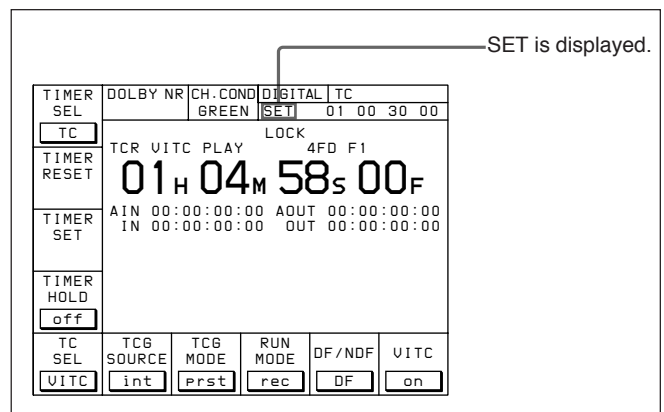 SET is displayed.
TIMER SEL
TC
DOLBY NR CH.COND DIGITAL TC
GREEN SET 01 00 30 00
LOCK
TCR VITC PLAY 4FD F1
01H 04M 58S 00F
AIN 00:00:00:00 AOUT 00:00:00:00
IN 00:00:00:00 OUT 00:00:00:00
TIMER RESET
TIMER SET
TIMER HOLD
off
TC SEL
VITC
TCG SOURCE
int
TCG MODE
prst
RUN MODE
rec
DF/NDF
DF
VITC
on